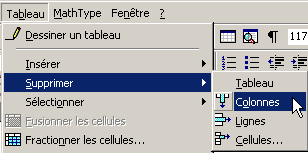 Tableau MathType Fenêtre ?
Dessiner un tableau
117
Insérer
Supprimer
Tableau
Sélectionner
Colonnes
Fusionner les cellules
Lignes
Fractionner les cellules...
Cellules...